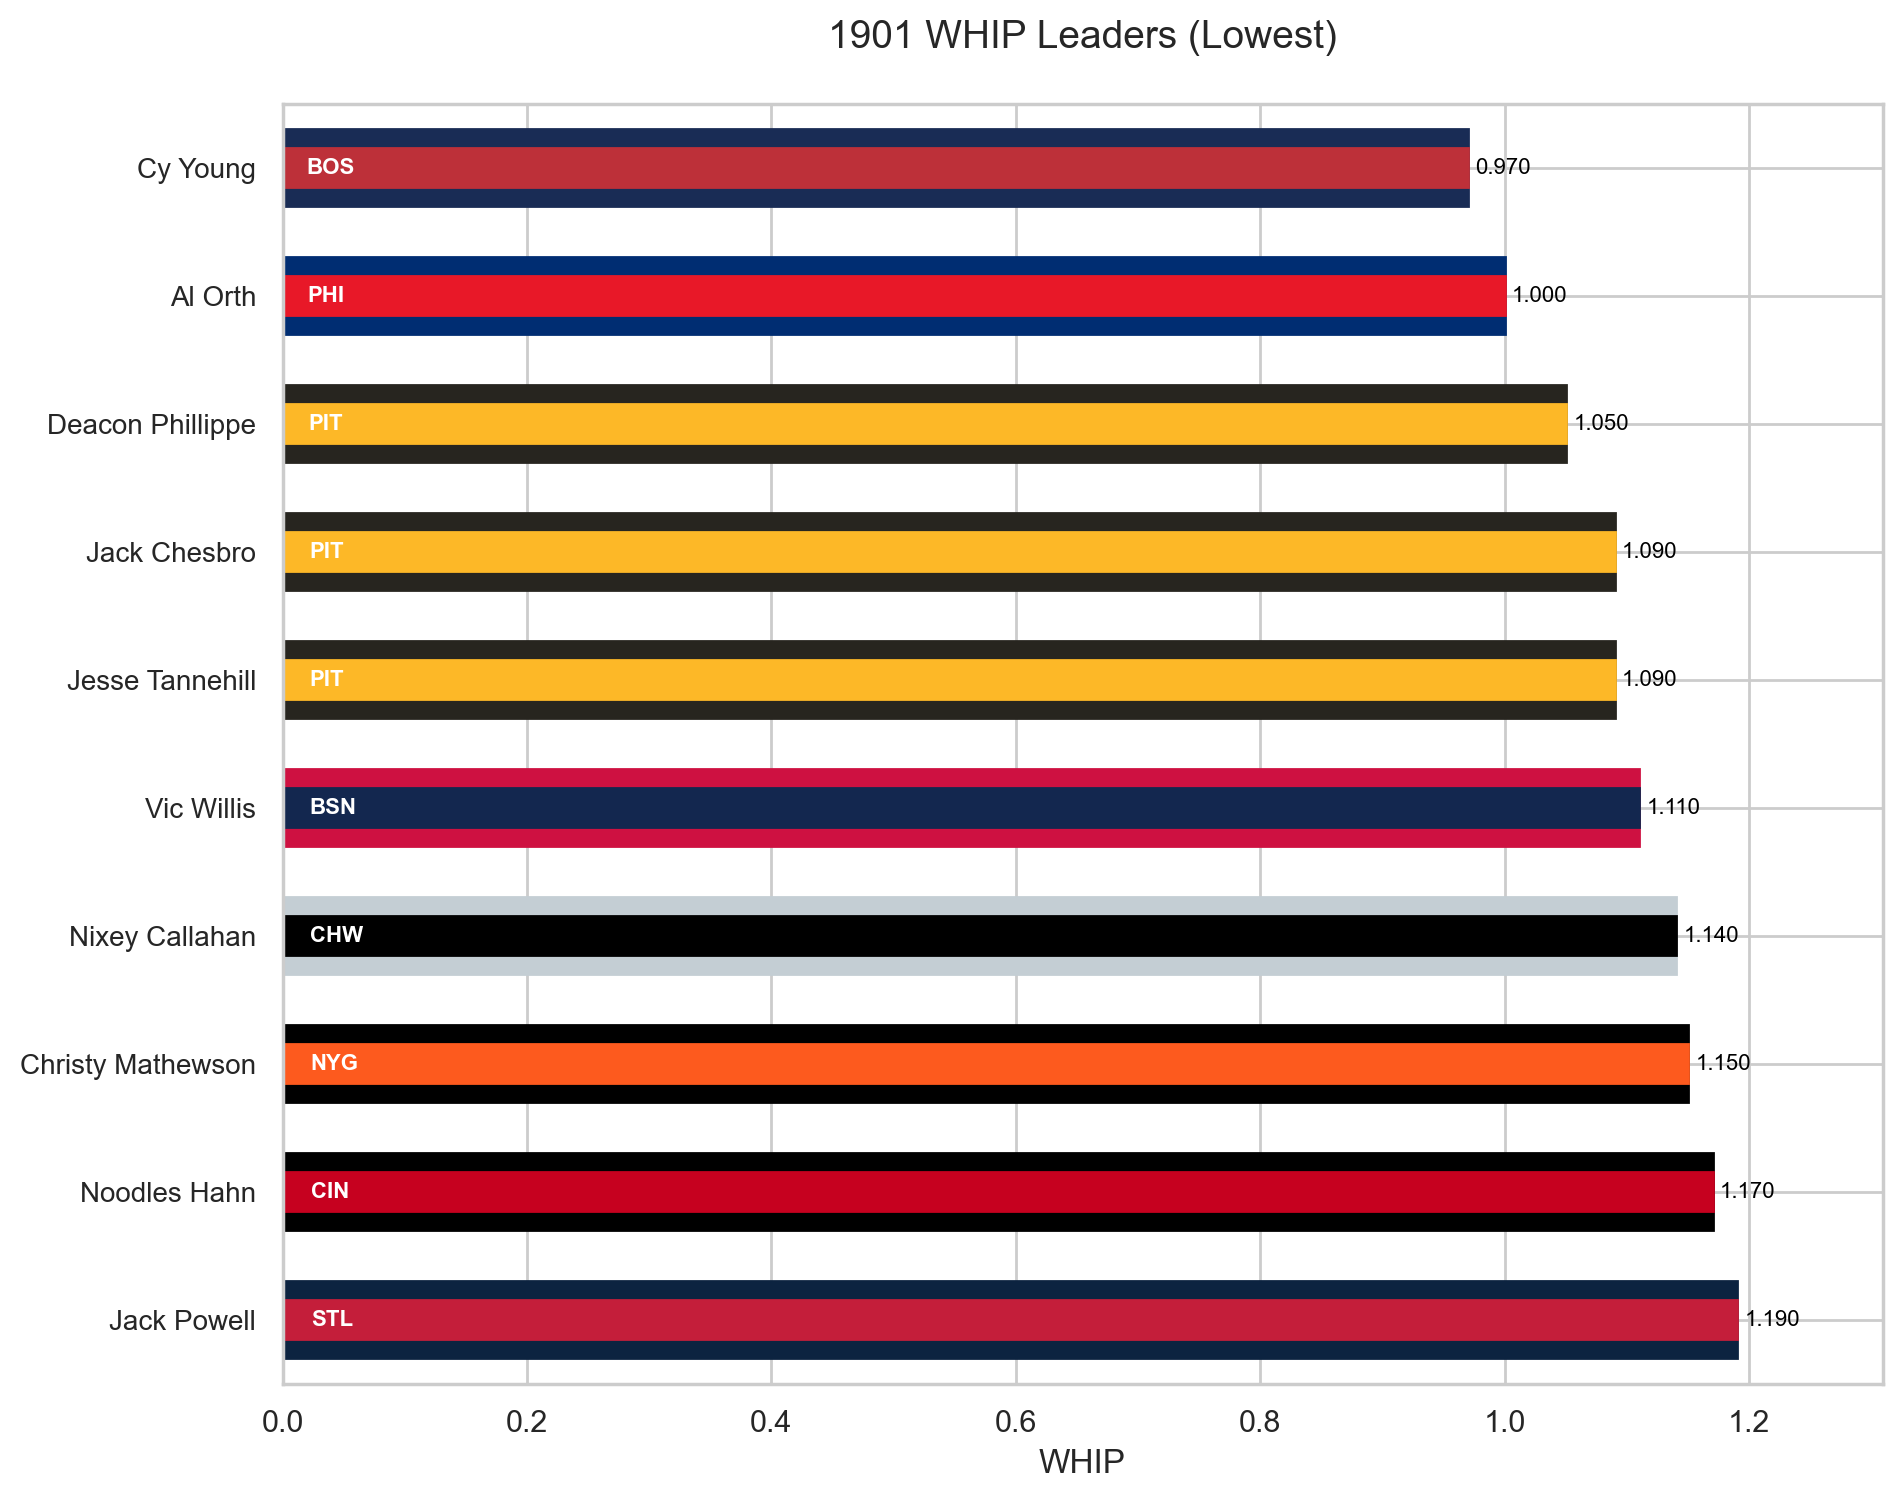 1901 WHIP Leaders (Lowest)
Cy Young BOS 0.970
Al Orth PHI 1.000
Deacon Phillippe PIT 1.050
Jack Chesbro PIT 1.090
Jesse Tannehill PIT 1.090
Vic Willis BSN 1.110
Nixey Callahan CHW 1.140
Christy Mathewson NYG 1.150
Noodles Hahn CIN 1.170
Jack Powell STL 1.190
0.0 0.2 0.4 0.6 0.8 1.0 1.2
WHIP